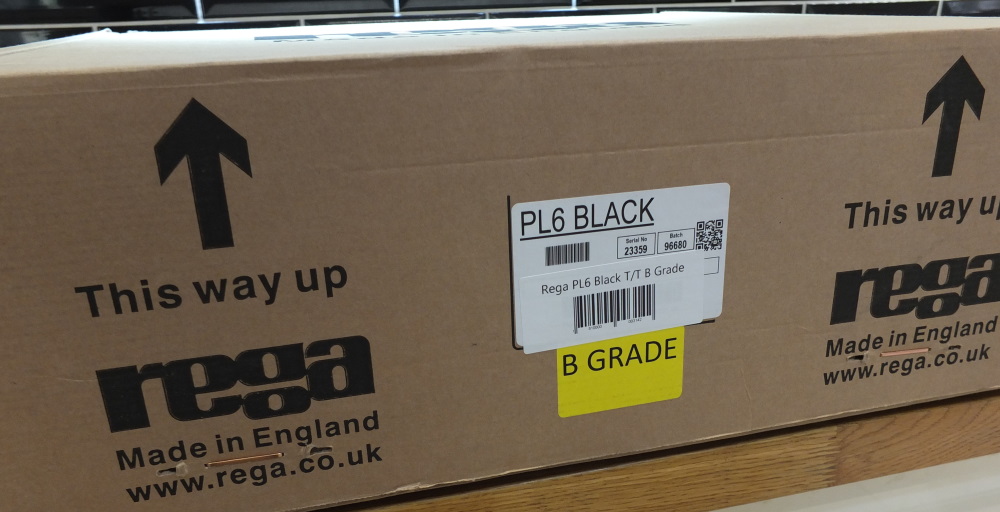 This way up
rega
Made in England
www.rega.co.uk
PL6 BLACK
Serial No
23359
Batch
96680
Rega PL6 Black T/T B Grade
B GRADE
This way up
rega
Made in England
www.rega.co.uk